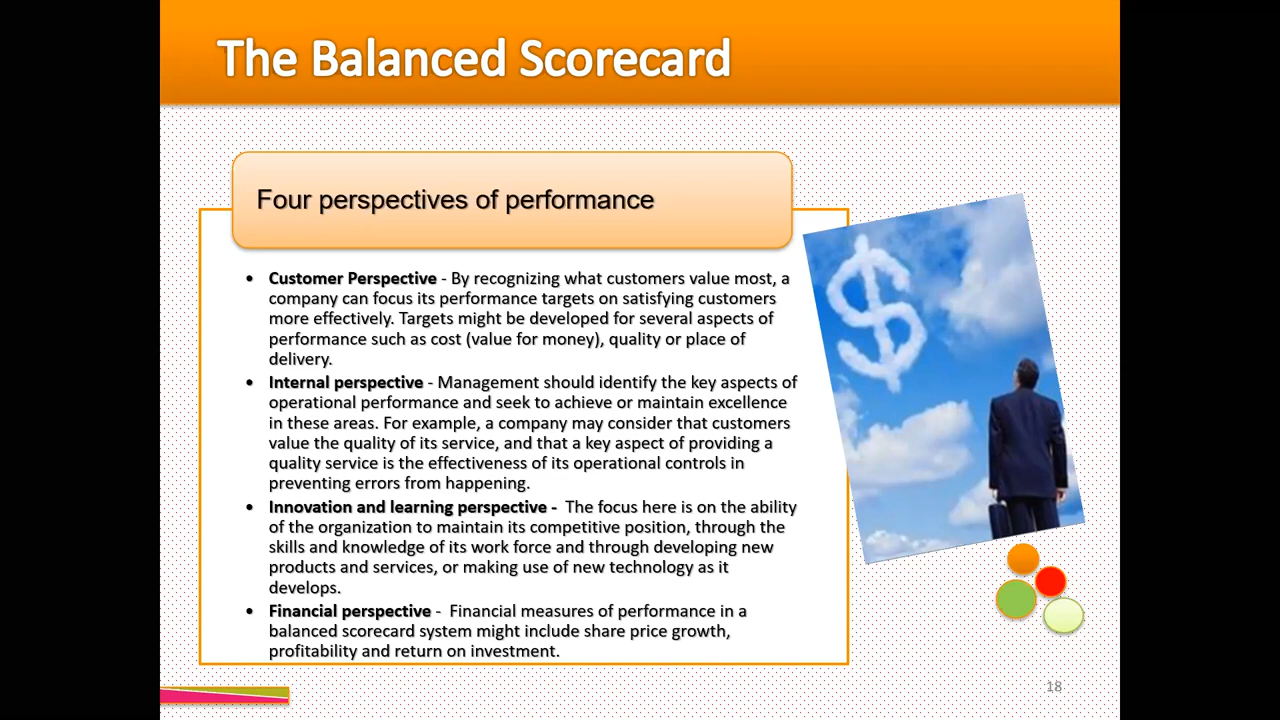 The Balanced Scorecard
Four perspectives of performance
• Customer Perspective - By recognizing what customers value most, a
company can focus its performance targets on satisfying customers
more effectively. Targets might be developed for several aspects of
performance such as cost (value for money), quality or place of
delivery.
• Internal perspective - Management should identify the key aspects of
operational performance and seek to achieve or maintain excellence
in these areas. For example, a company may consider that customers
value the quality of its service, and that a key aspect of providing a
quality service is the effectiveness of its operational controls in
preventing errors from happening.
• Innovation and learning perspective - The focus here is on the ability
of the organization to maintain its competitive position, through the
skills and knowledge of its work force and through developing new
products and services, or making use of new technology as it
develops.
• Financial perspective - Financial measures of performance in a
balanced scorecard system might include share price growth,
profitability and return on investment.
$
18